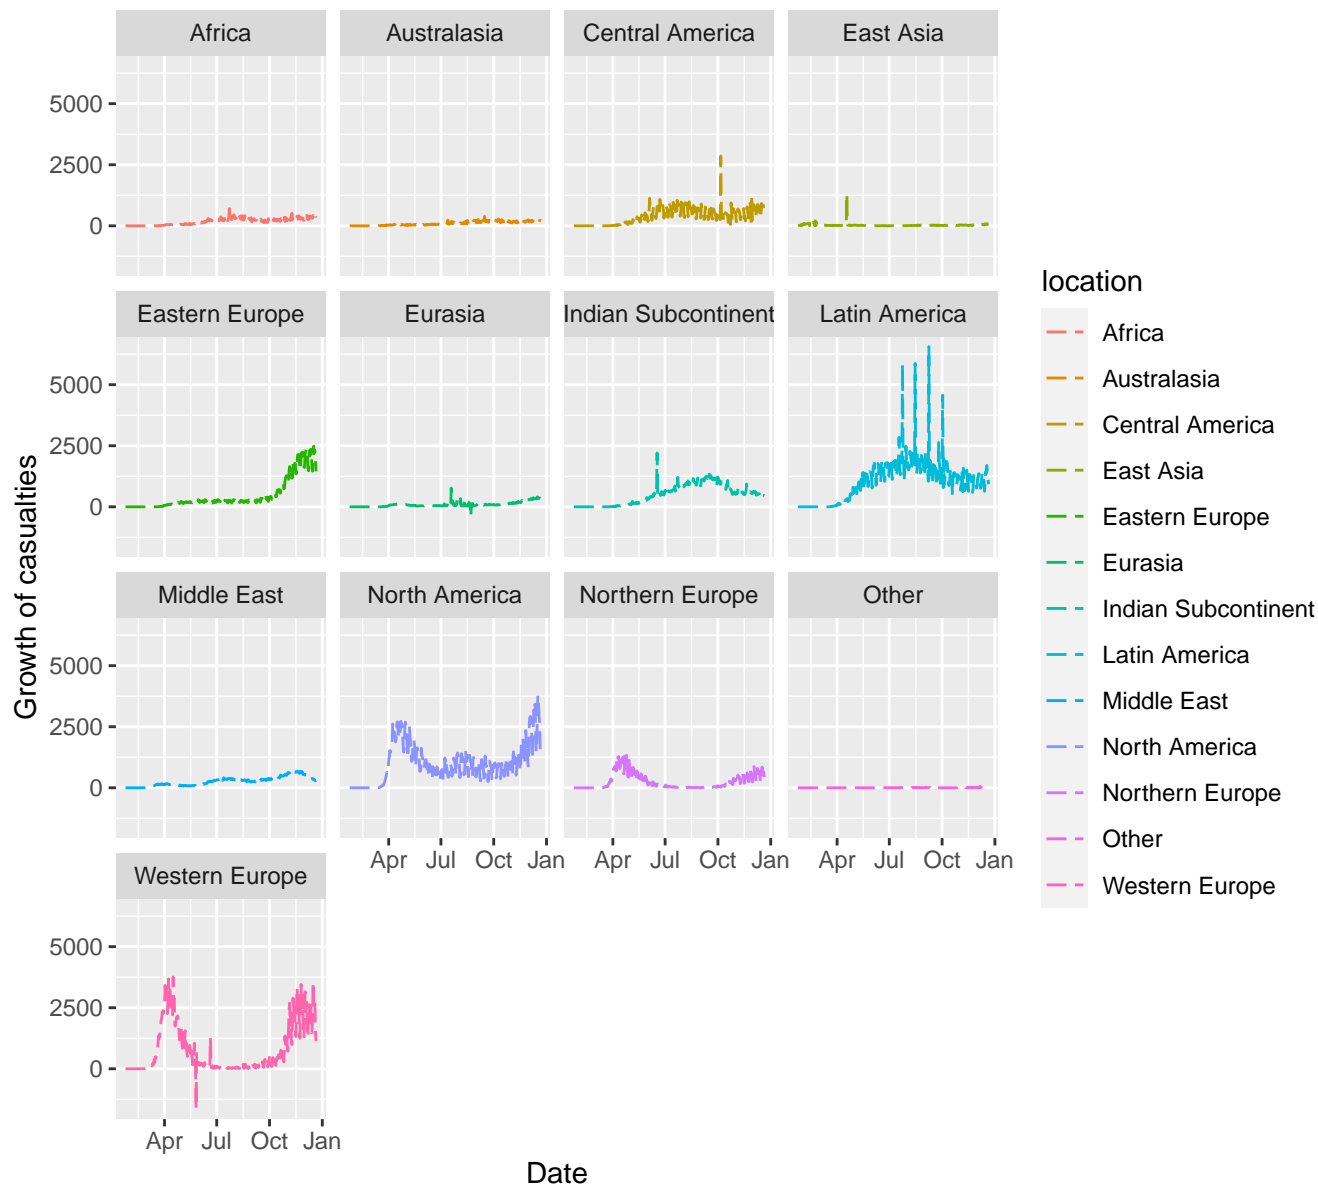 Africa
Australasia
Central America
East Asia
5000
2500
0
Eastern Europe
Eurasia
Indian Subcontinent
Latin America
5000
2500
0
Middle East
North America
Northern Europe
Other
5000
2500
0
Apr Jul Oct Jan
Apr Jul Oct Jan
Apr Jul Oct Jan
Western Europe
5000
2500
0
Apr Jul Oct Jan
Date
Growth of casualties
location
Africa
Australasia
Central America
East Asia
Eastern Europe
Eurasia
Indian Subcontinent
Latin America
Middle East
North America
Northern Europe
Other
Western Europe